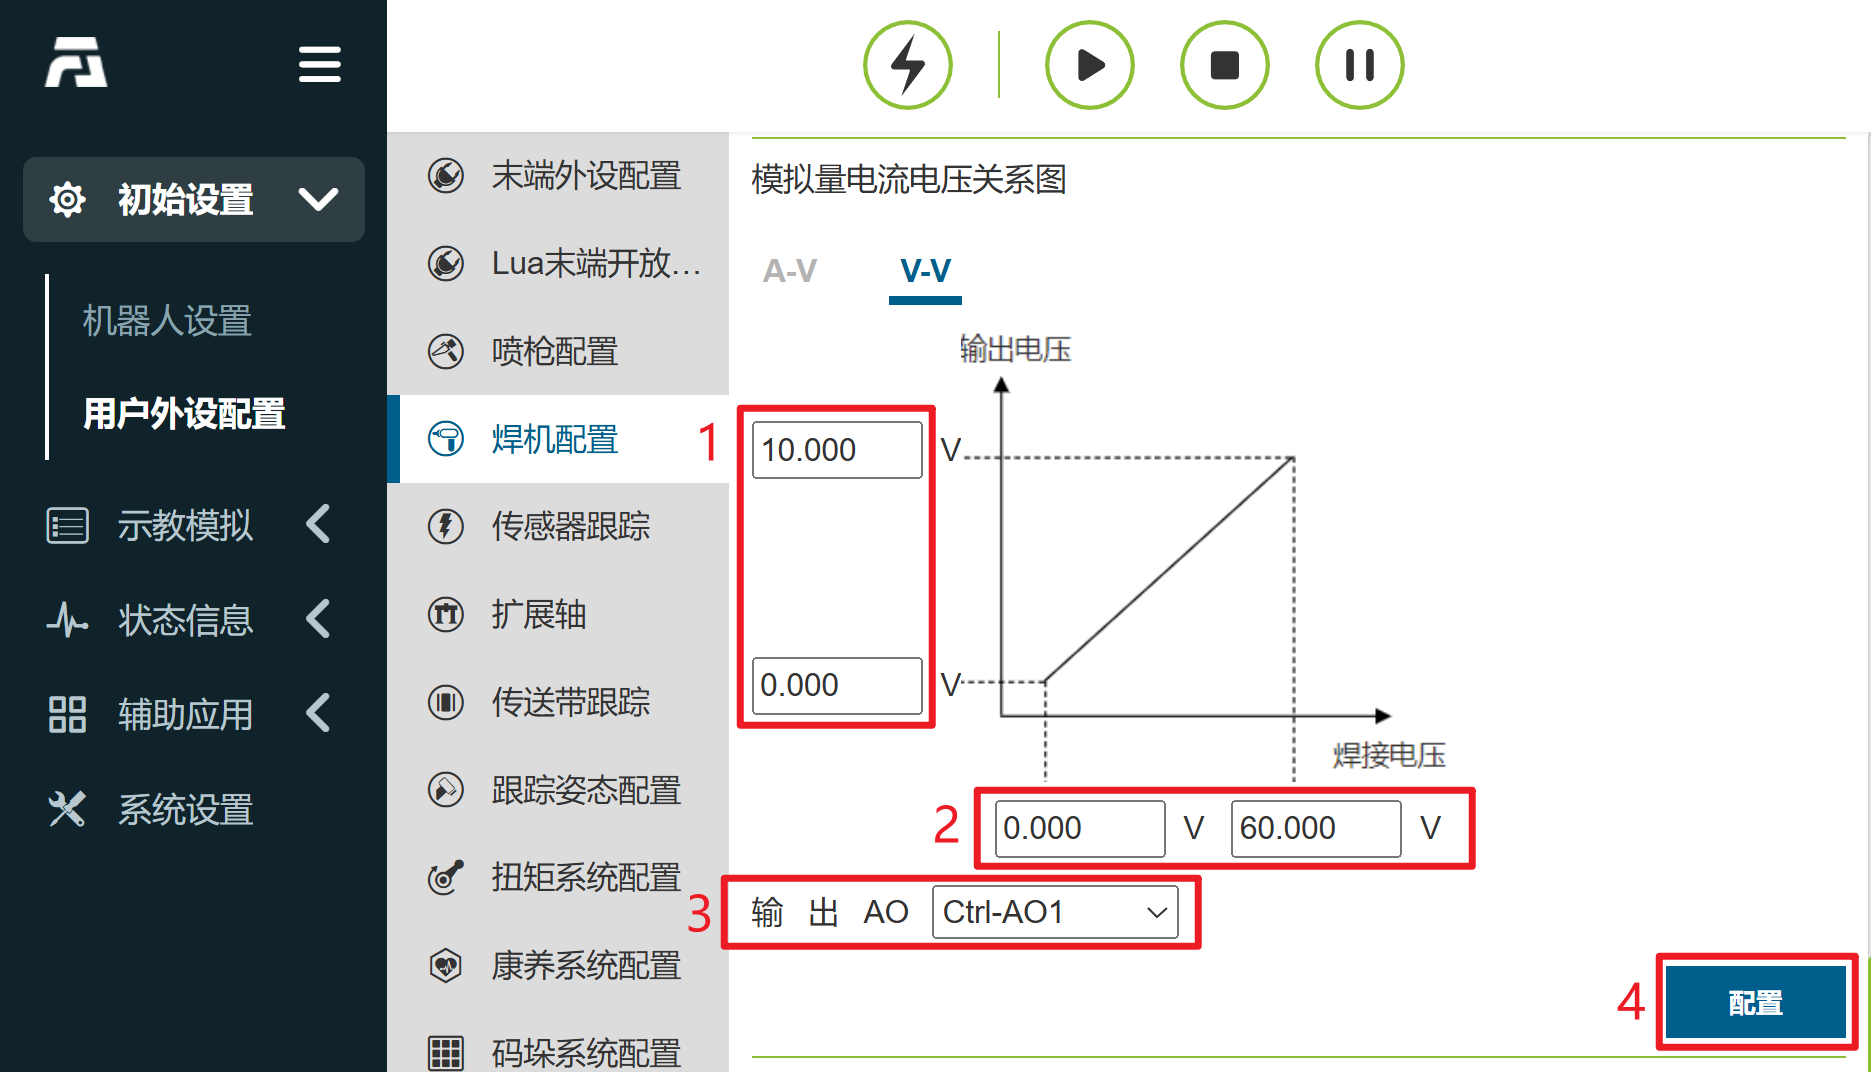 初始设置
机器人设置
用户外设配置
示教模拟
状态信息
辅助应用
系统设置
末端外设配置
Lua末端开放...
喷枪配置
焊机配置
传感器跟踪
扩展轴
传送带跟踪
跟踪姿态配置
扭矩系统配置
康养系统配置
码垛系统配置
模拟量电流电压关系图
A-V V-V
输出电压
1 10.000 V
0.000 V
焊接电压
2 0.000 V 60.000 V
3 输 出 AO Ctrl-AO1
4 配置